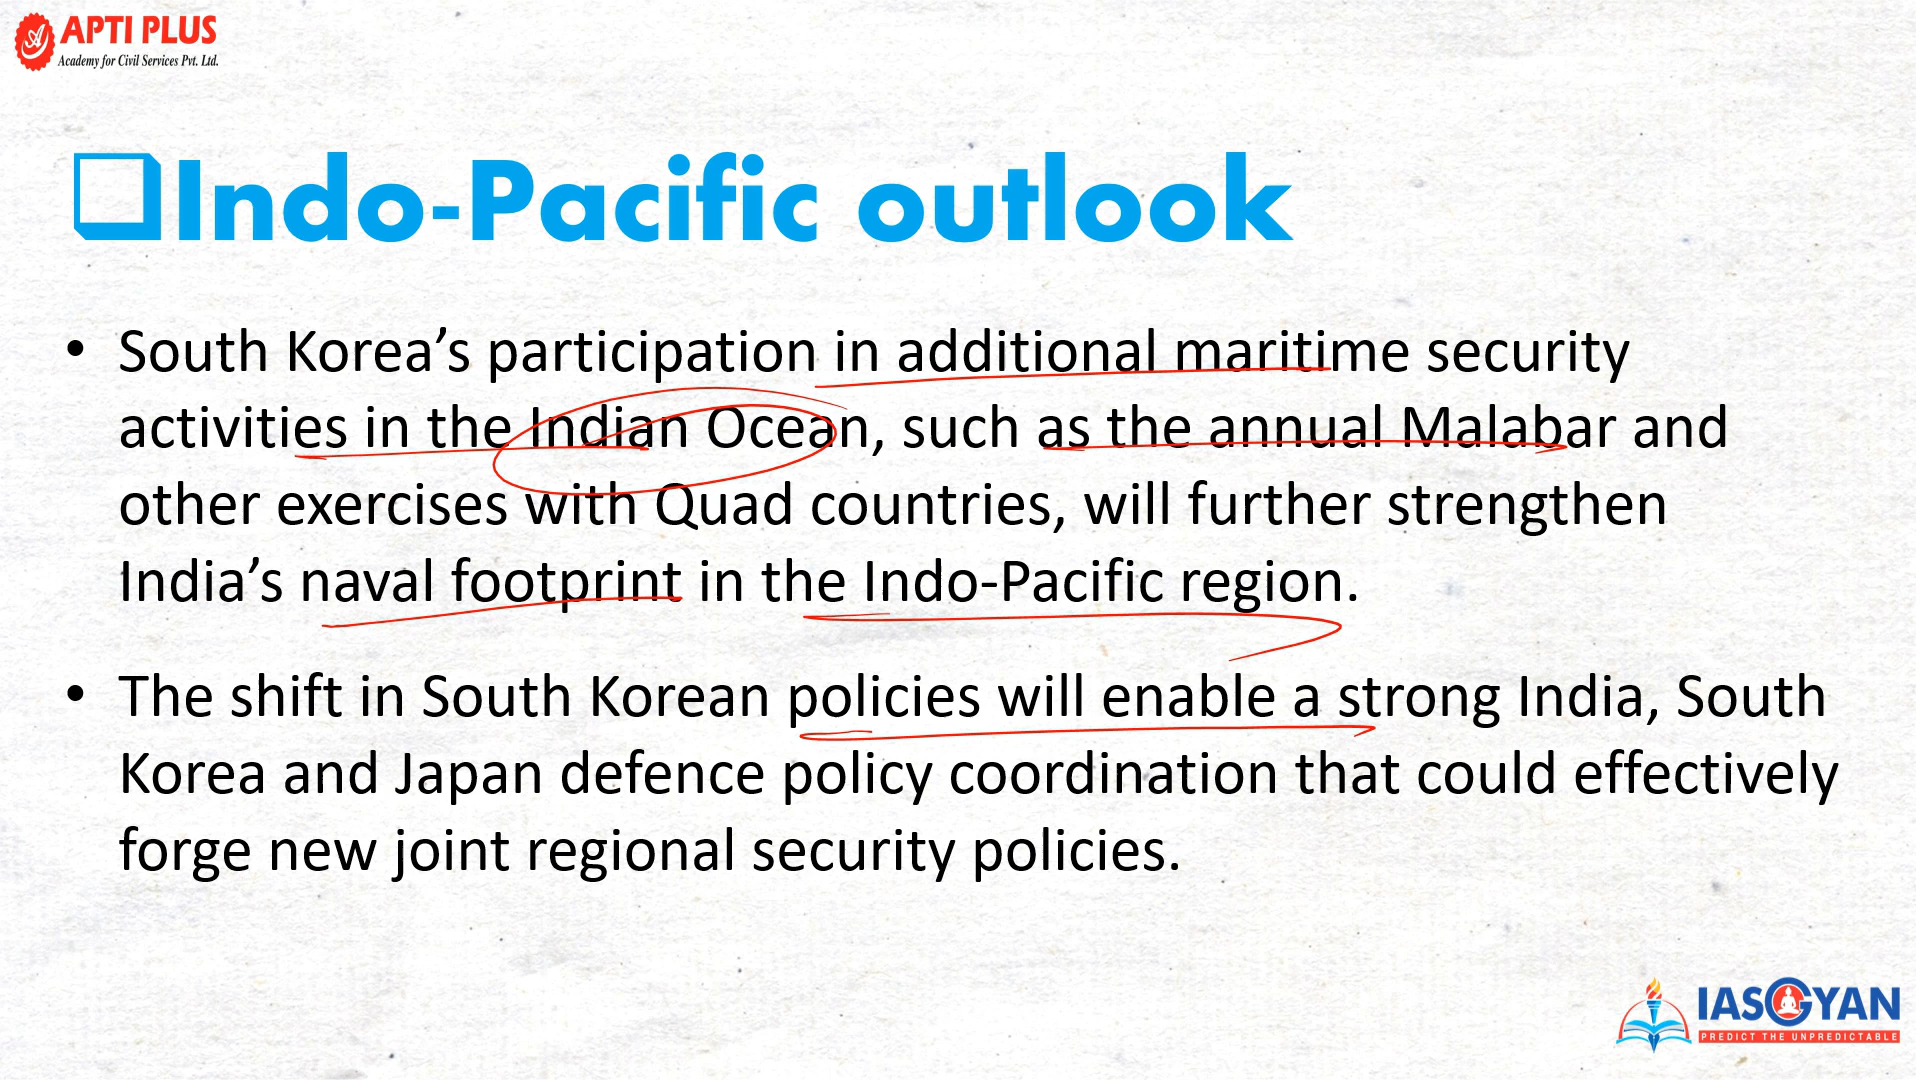 APTI PLUS
Academy for Civil Services Pvt. Ltd.
Indo-Pacific outlook
• South Korea’s participation in additional maritime security
activities in the Indian Ocean, such as the annual Malabar and
other exercises with Quad countries, will further strengthen
India’s naval footprint in the Indo-Pacific region.
• The shift in South Korean policies will enable a strong India, South
Korea and Japan defence policy coordination that could effectively
forge new joint regional security policies.
IASGYAN
PREDICT THE UNPREDICTABLE